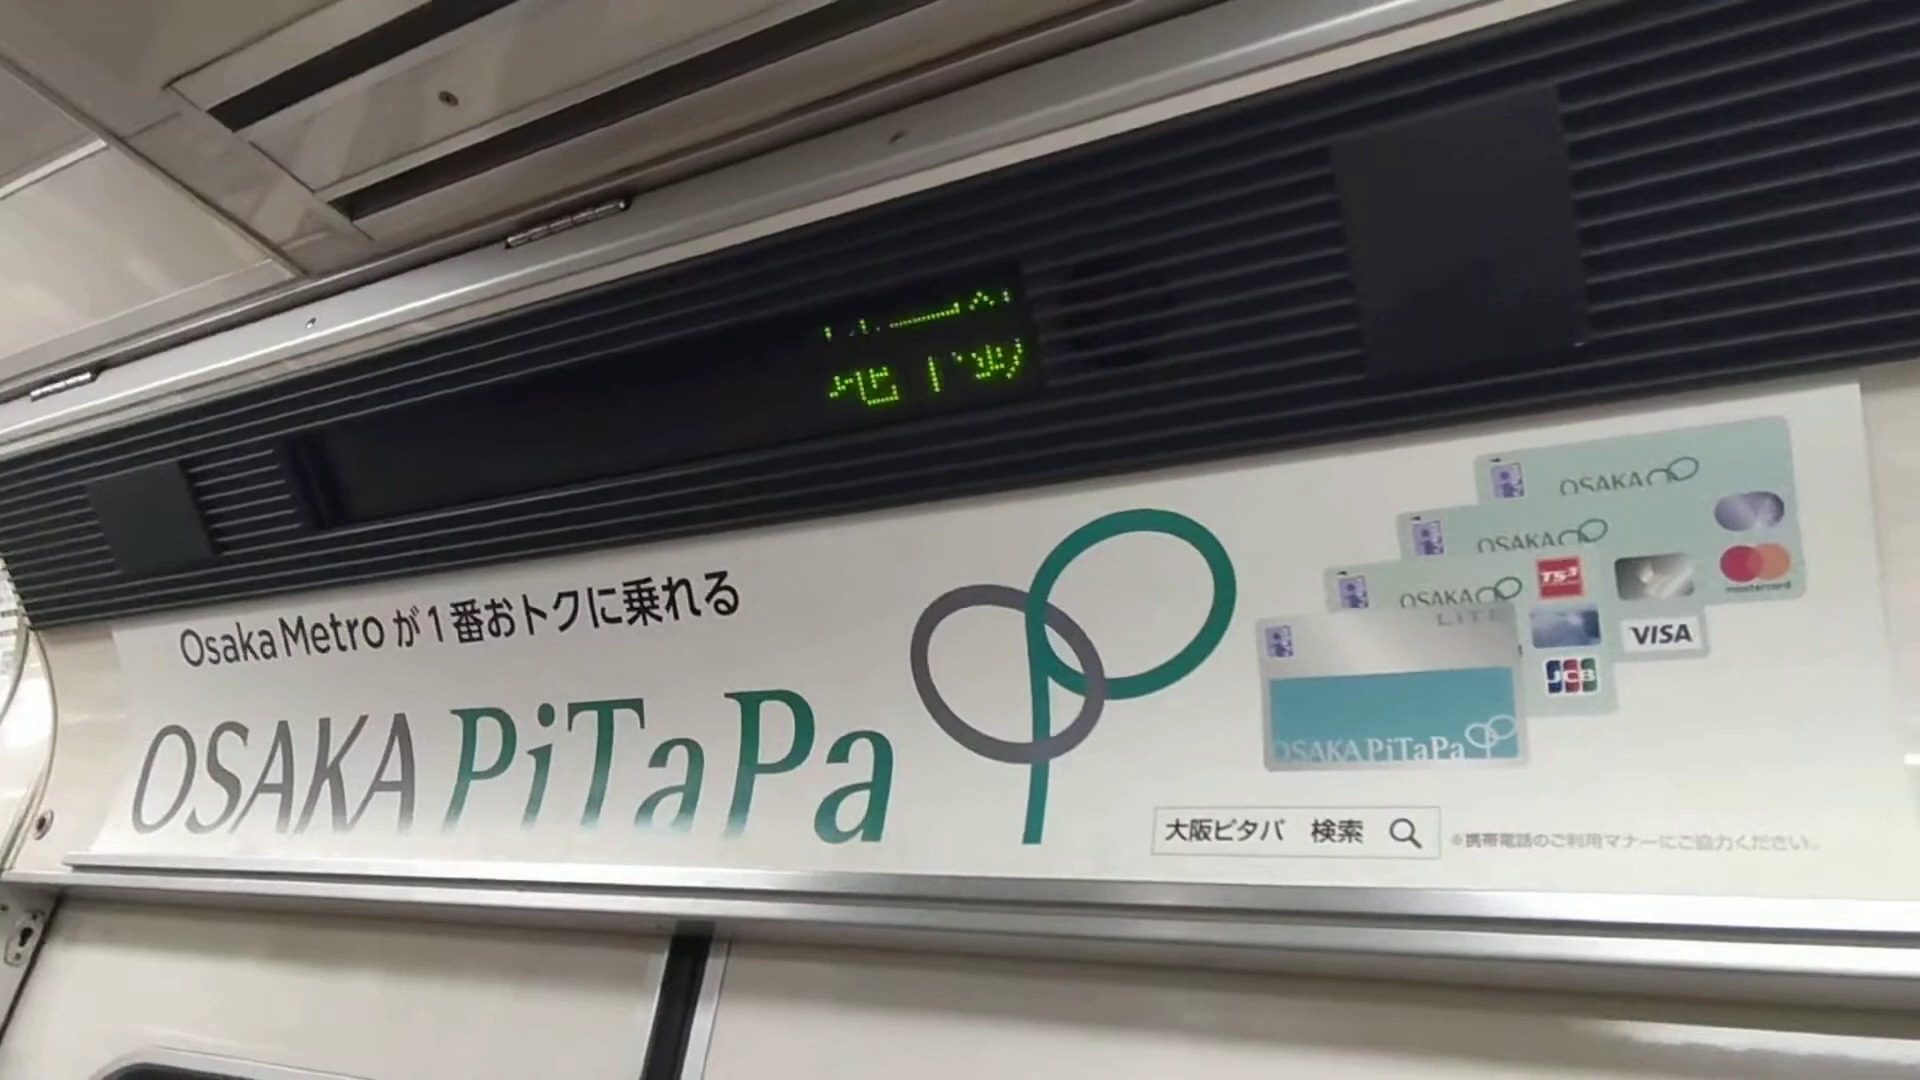 Osaka Metroが1番おトクに乗れる
OSAKA PiTaPa
OSAKA
OSAKA
OSAKA
LITE
TS3
VISA
mastercard
JCB
OSAKA PiTaPa
大阪ピタパ 検索
※携帯電話のご利用マナーにご協力ください。